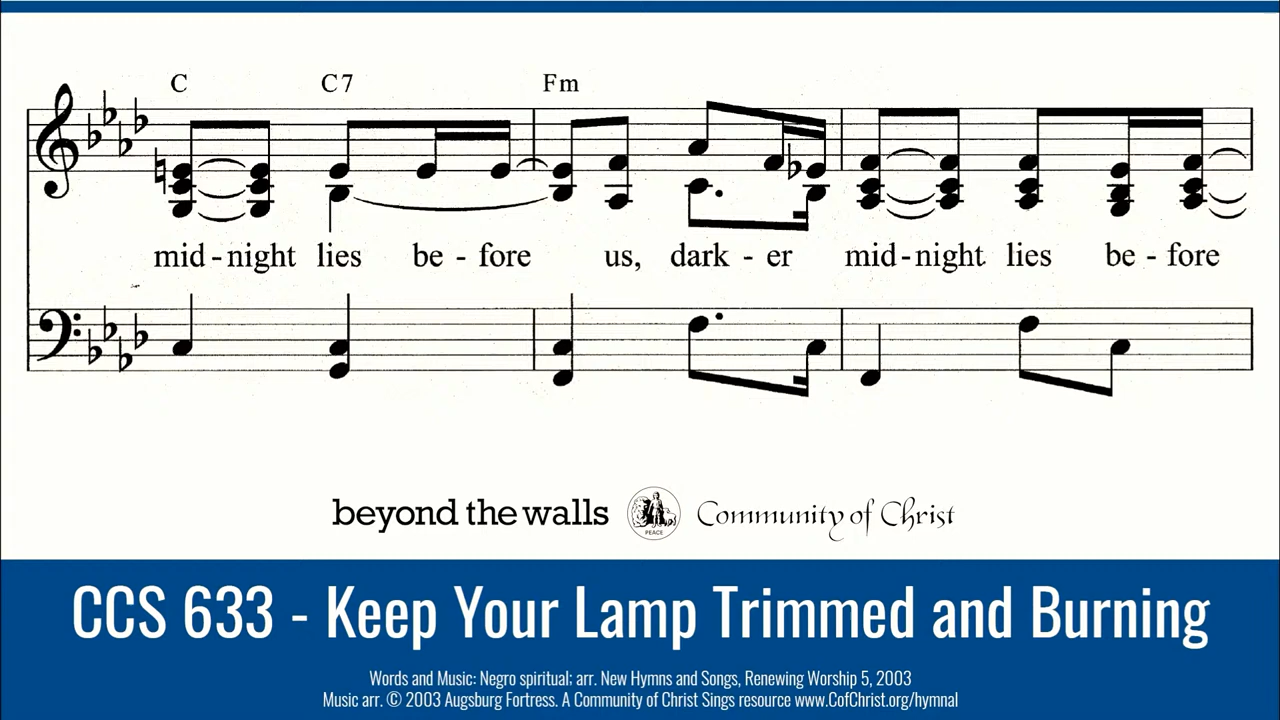 C C7 Fm
mid - night lies be - fore us, dark - er mid - night lies be - fore
beyond the walls
PEACE
Community of Christ
CCS 633 - Keep Your Lamp Trimmed and Burning
Words and Music: Negro spiritual; arr. New Hymns and Songs, Renewing Worship 5, 2003
Music arr. © 2003 Augsburg Fortress. A Community of Christ Sings resource www.CofChrist.org/hymnal